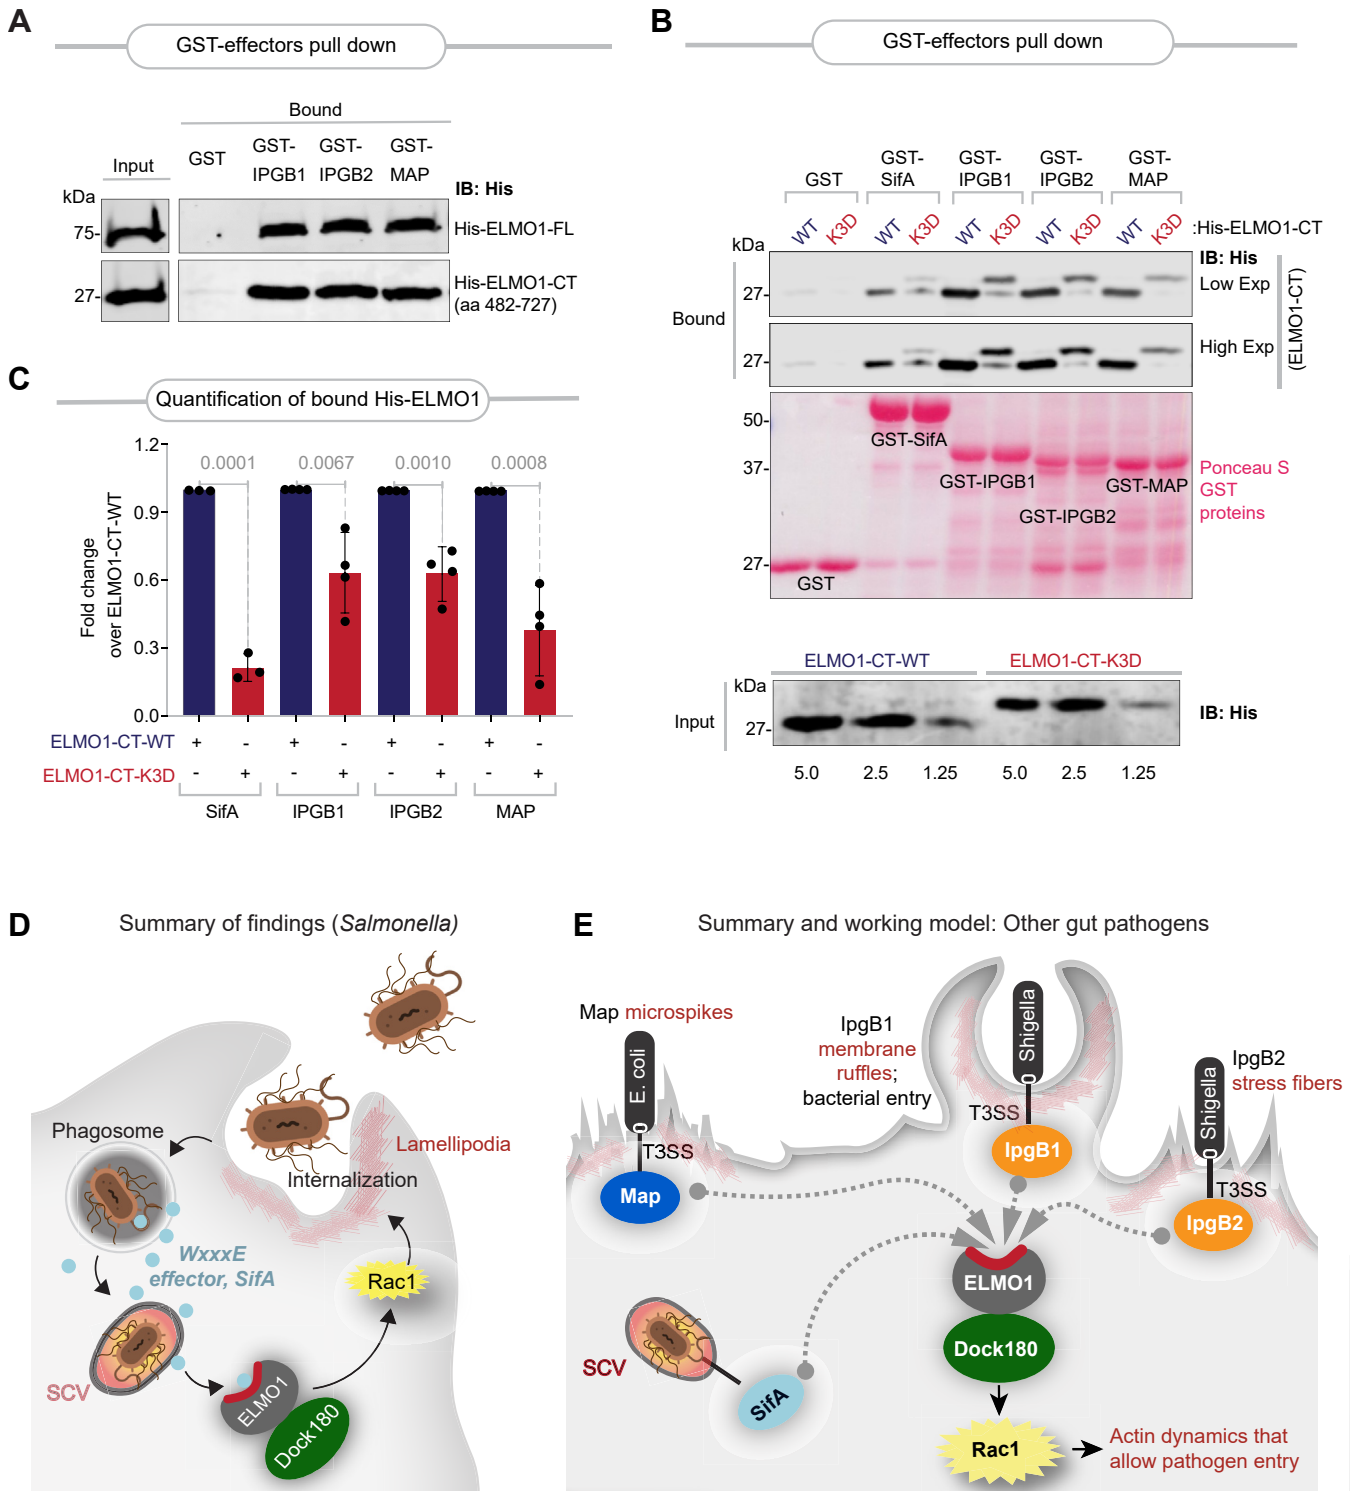 A
GST-effectors pull down
Bound
Input
GST
GST-
IPGB1
GST-
IPGB2
GST-
MAP
kDa
IB: His
75-
His-ELMO1-FL
27-
His-ELMO1-CT
(aa 482-727)
B
GST-effectors pull down
GST
GST-
SifA
GST-
IPGB1
GST-
IPGB2
GST-
MAP
WT K3D WT K3D WT K3D WT K3D WT K3D :His-ELMO1-CT
kDa
IB: His
Bound
27-
Low Exp
27-
High Exp
(ELMO1-CT)
50-
GST-SifA
37-
GST-IPGB1
GST-MAP
GST-IPGB2
Ponceau S
GST
proteins
27-
GST
ELMO1-CT-WT
ELMO1-CT-K3D
kDa
Input
27-
IB: His
5.0 2.5 1.25 5.0 2.5 1.25
C
Quantification of bound His-ELMO1
Fold change
over ELMO1-CT-WT
1.2
0.9
0.6
0.3
0.0
0.0001 0.0067 0.0010 0.0008
ELMO1-CT-WT + - + - + - + -
ELMO1-CT-K3D - + - + - + - +
SifA IPGB1 IPGB2 MAP
D
Summary of findings (Salmonella)
Phagosome
Lamellipodia
Internalization
WxxxE
effector, SifA
Rac1
SCV
ELMO1
Dock180
E
Summary and working model: Other gut pathogens
Map microspikes
E. coli
T3SS
Map
IpgB1
membrane
ruffles;
bacterial entry
Shigella
T3SS
IpgB1
IpgB2
stress fibers
Shigella
T3SS
IpgB2
ELMO1
Dock180
SCV
SifA
Rac1
Actin dynamics that
allow pathogen entry